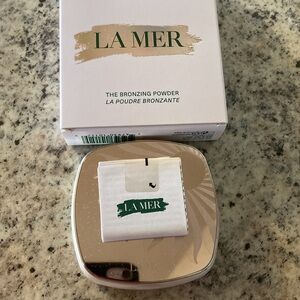 LA MER
THE BRONZING POWDER
LA POUDRE BRONZANTE
LA MER